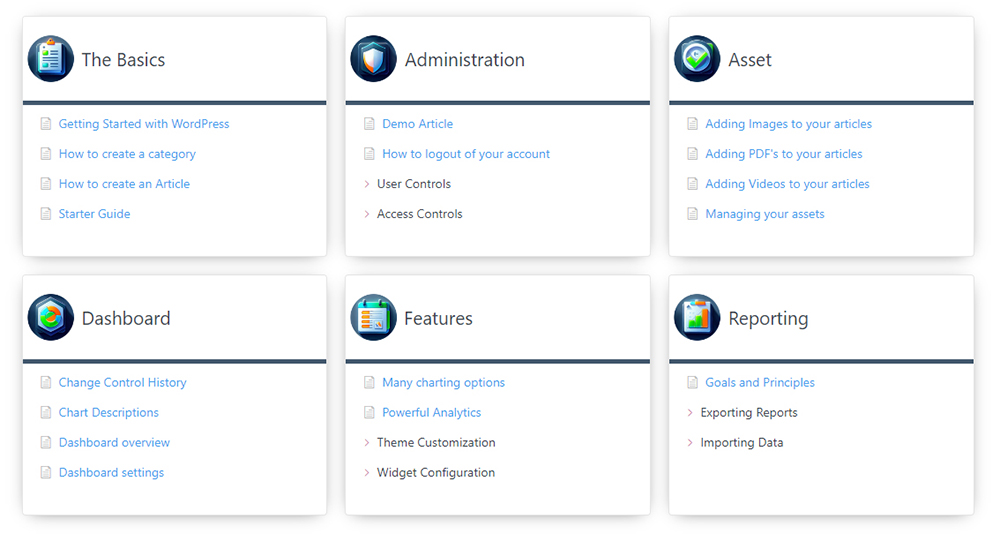 The Basics
Getting Started with WordPress
How to create a category
How to create an Article
Starter Guide
Administration
Demo Article
How to logout of your account
User Controls
Access Controls
Asset
Adding Images to your articles
Adding PDF's to your articles
Adding Videos to your articles
Managing your assets
Dashboard
Change Control History
Chart Descriptions
Dashboard overview
Dashboard settings
Features
Many charting options
Powerful Analytics
Theme Customization
Widget Configuration
Reporting
Goals and Principles
Exporting Reports
Importing Data